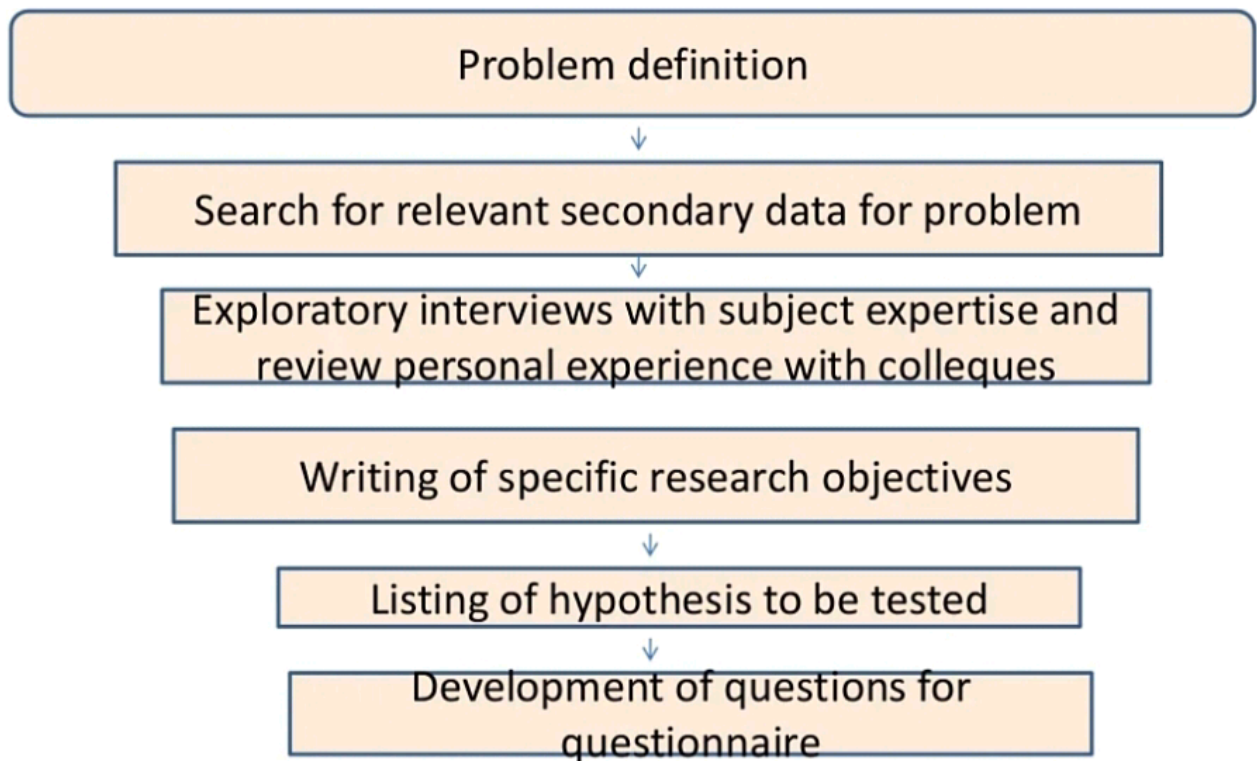 Problem definition
Search for relevant secondary data for problem
Exploratory interviews with subject expertise and
review personal experience with colleques
Writing of specific research objectives
Listing of hypothesis to be tested
Development of questions for
questionnaire